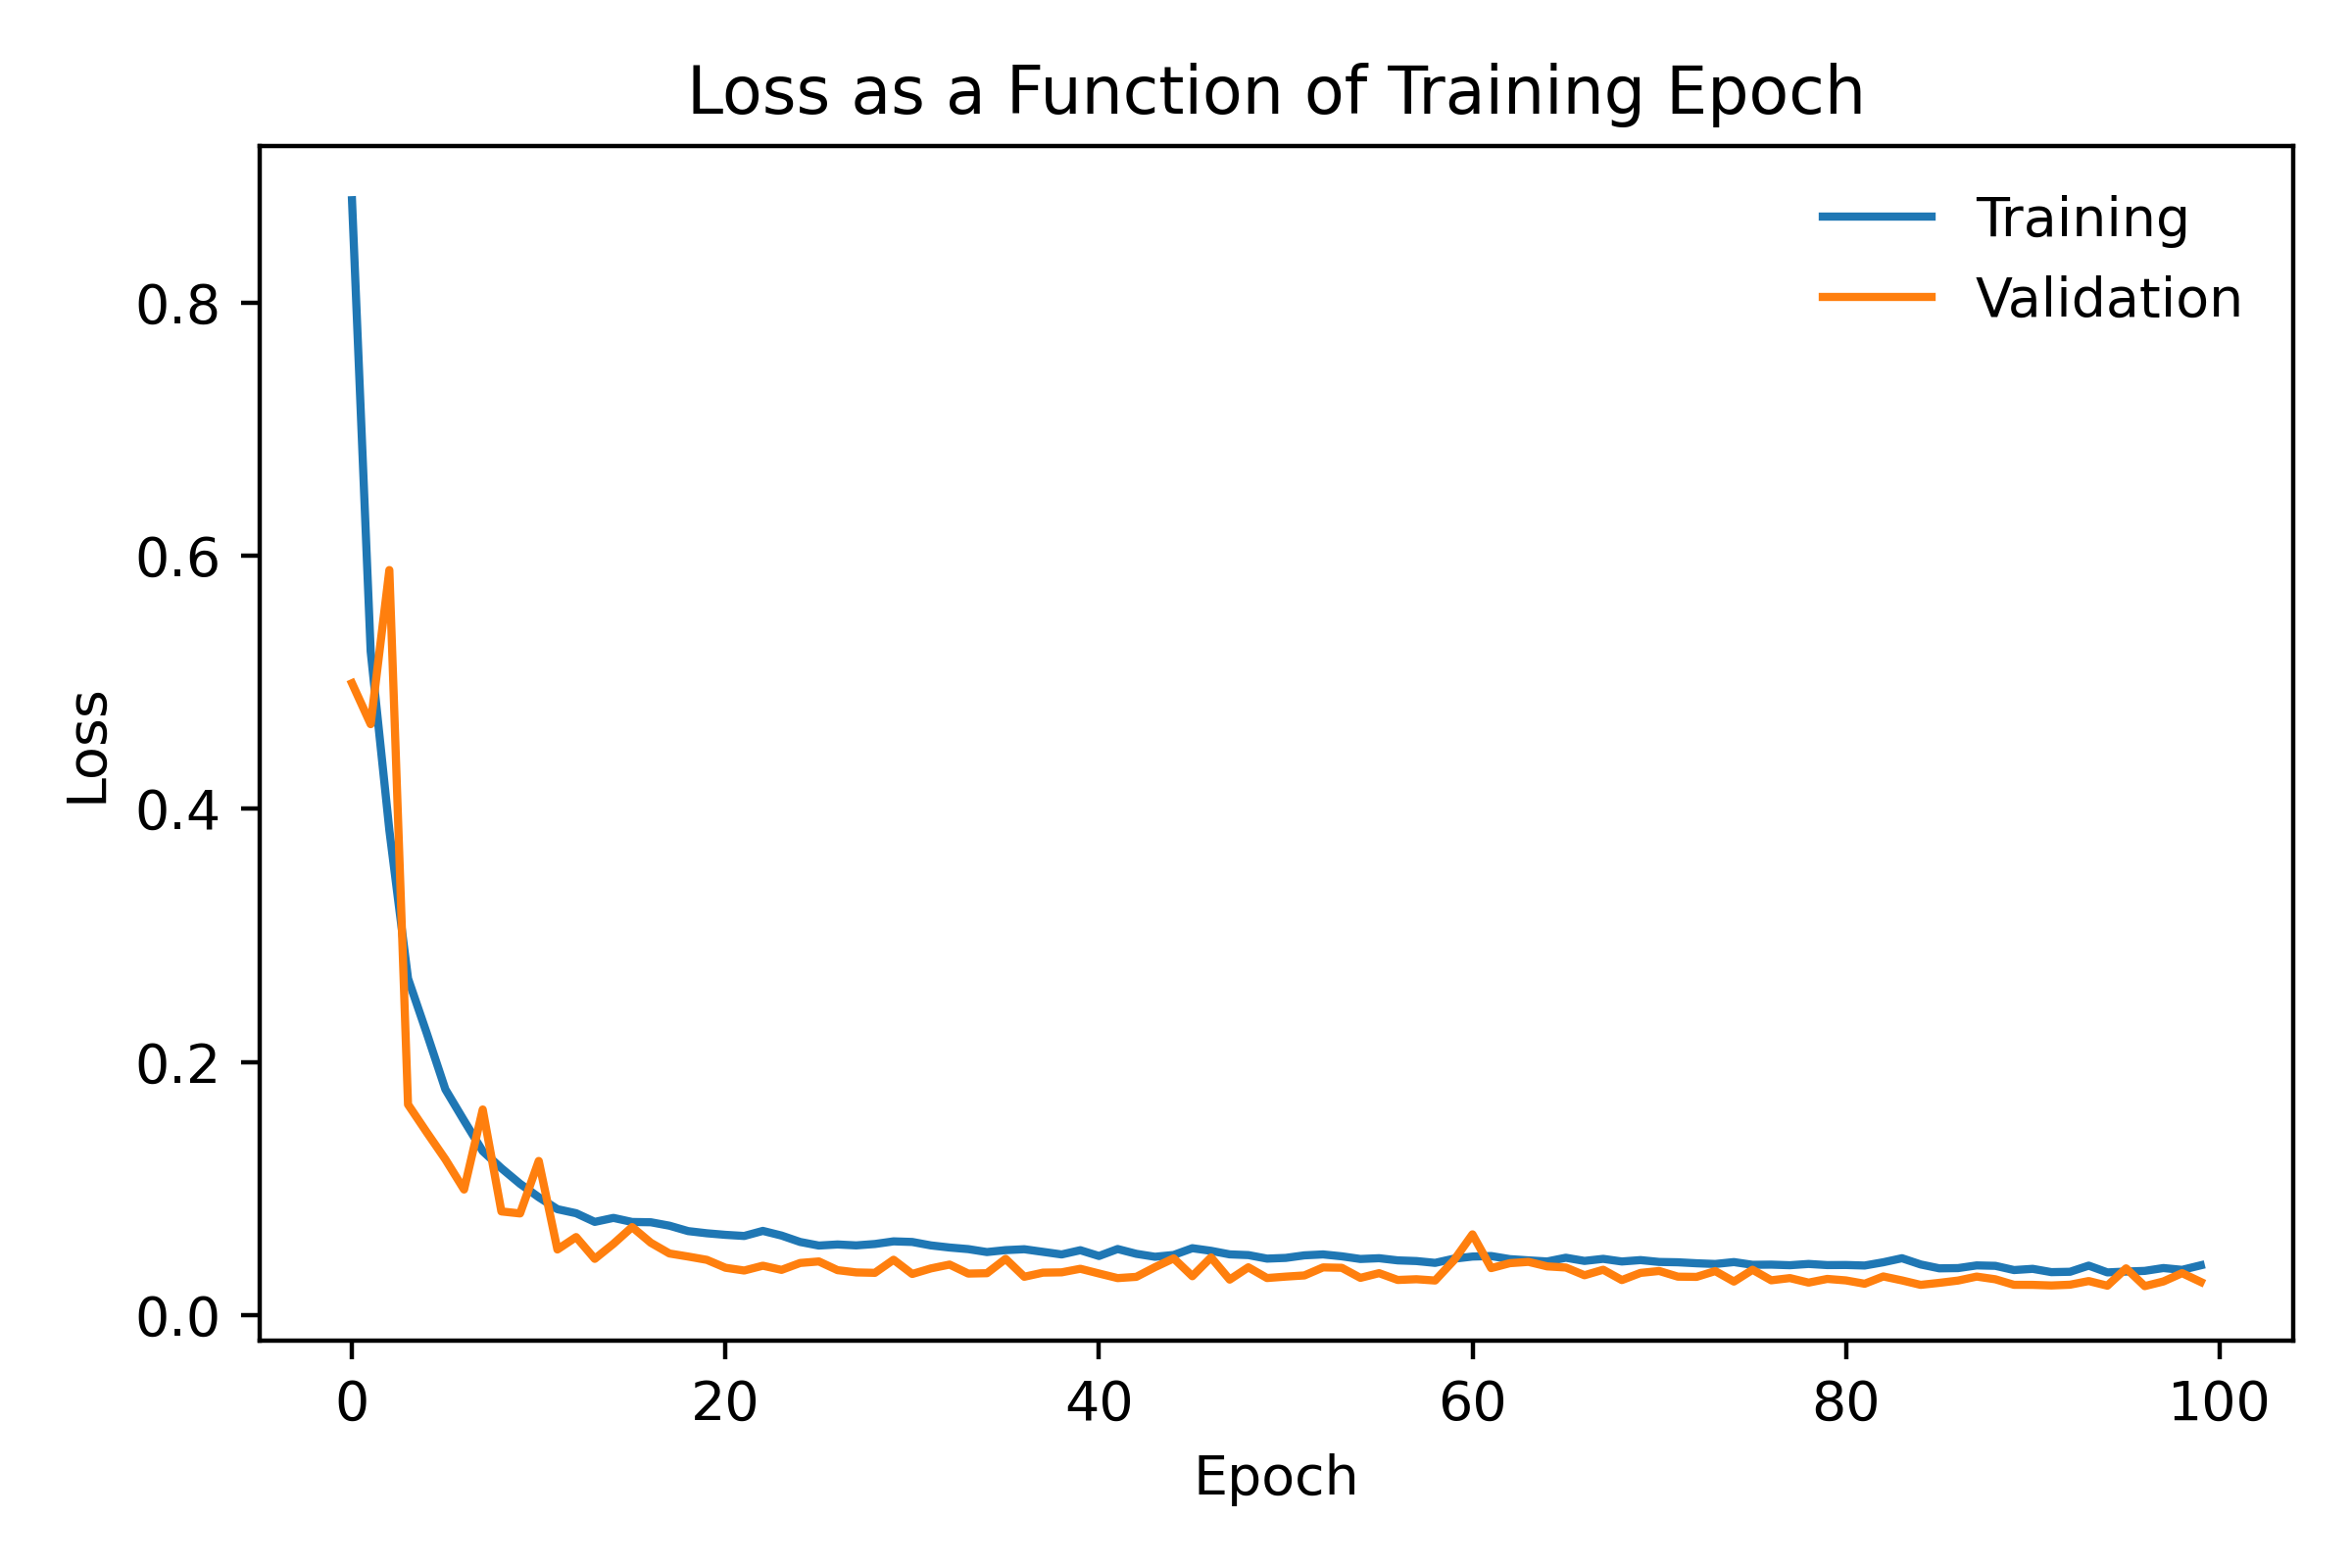 Loss as a Function of Training Epoch
Training
Validation
0.8
0.6
0.4
0.2
0.0
Loss
0 20 40 60 80 100
Epoch